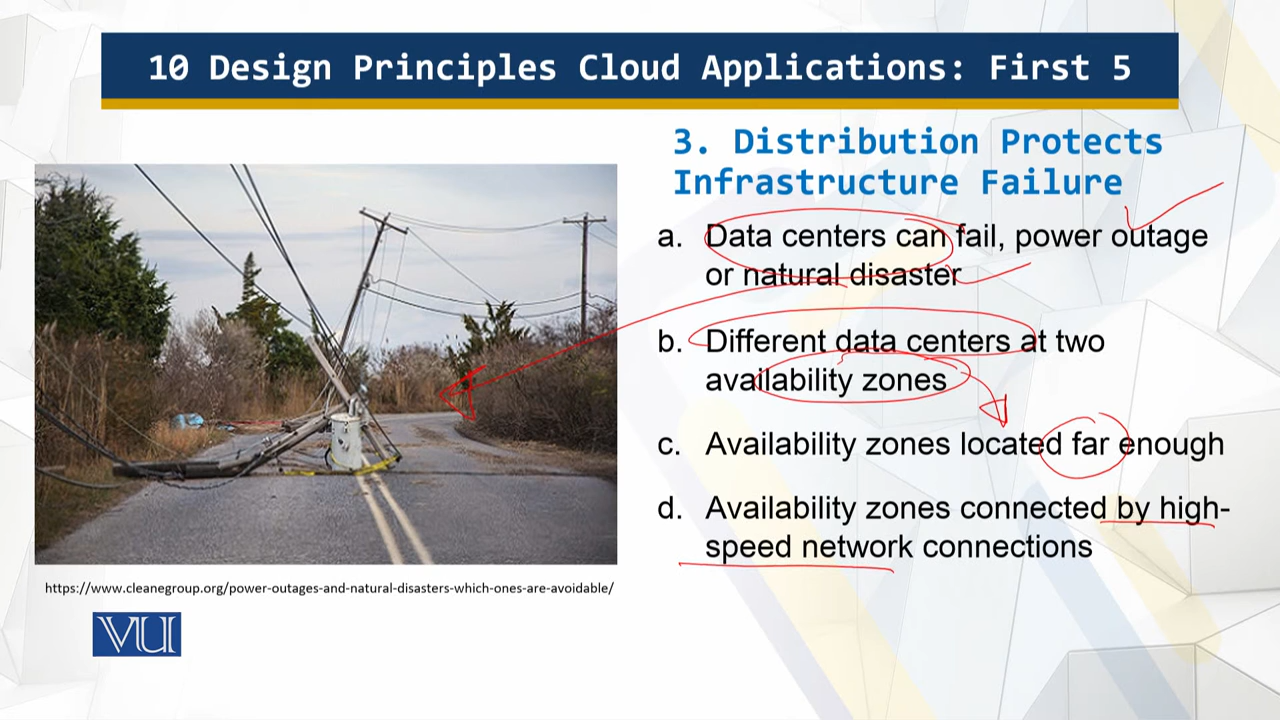 10 Design Principles Cloud Applications: First 5
3. Distribution Protects
Infrastructure Failure
a. Data centers can fail, power outage
or natural disaster
b. Different data centers at two
availability zones
c. Availability zones located far enough
d. Availability zones connected by high-
speed network connections
https://www.cleanegroup.org/power-outages-and-natural-disasters-which-ones-are-avoidable/
VU